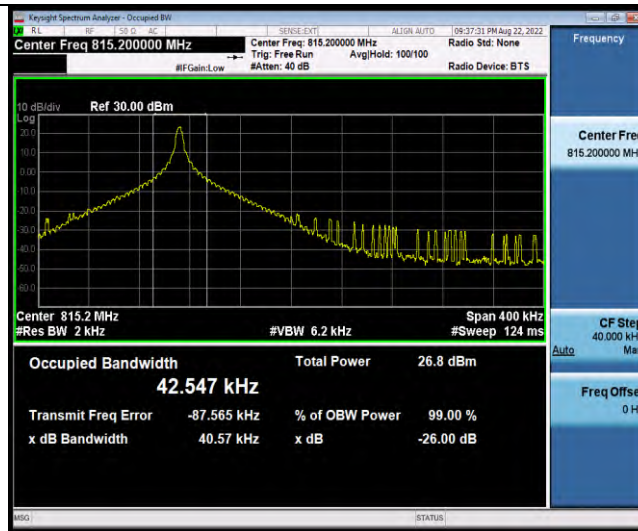 Keysight Spectrum Analyzer - Occupied BW
RL RF 50 Ω AC SENSE:EXT ALIGN AUTO 09:37:31 PM Aug 22, 2022
Center Freq 815.200000 MHz
Center Freq: 815.200000 MHz
Radio Std: None
Trig: Free Run Avg|Hold: 100/100
#IFGain:Low
#Atten: 40 dB
Radio Device: BTS
10 dB/div Ref 30.00 dBm
Log
20.0
10.0
0.00
-10.0
-20.0
-30.0
-40.0
-50.0
-60.0
Center 815.2 MHz Span 400 kHz
#Res BW 2 kHz #VBW 6.2 kHz #Sweep 124 ms
Occupied Bandwidth Total Power 26.8 dBm
42.547 kHz
Transmit Freq Error -87.565 kHz % of OBW Power 99.00 %
x dB Bandwidth 40.57 kHz x dB -26.00 dB
MSG STATUS
Frequency
Center Fre
815.200000 MH
CF Ste
40.000 kH
Auto Ma
Freq Offse
0 H